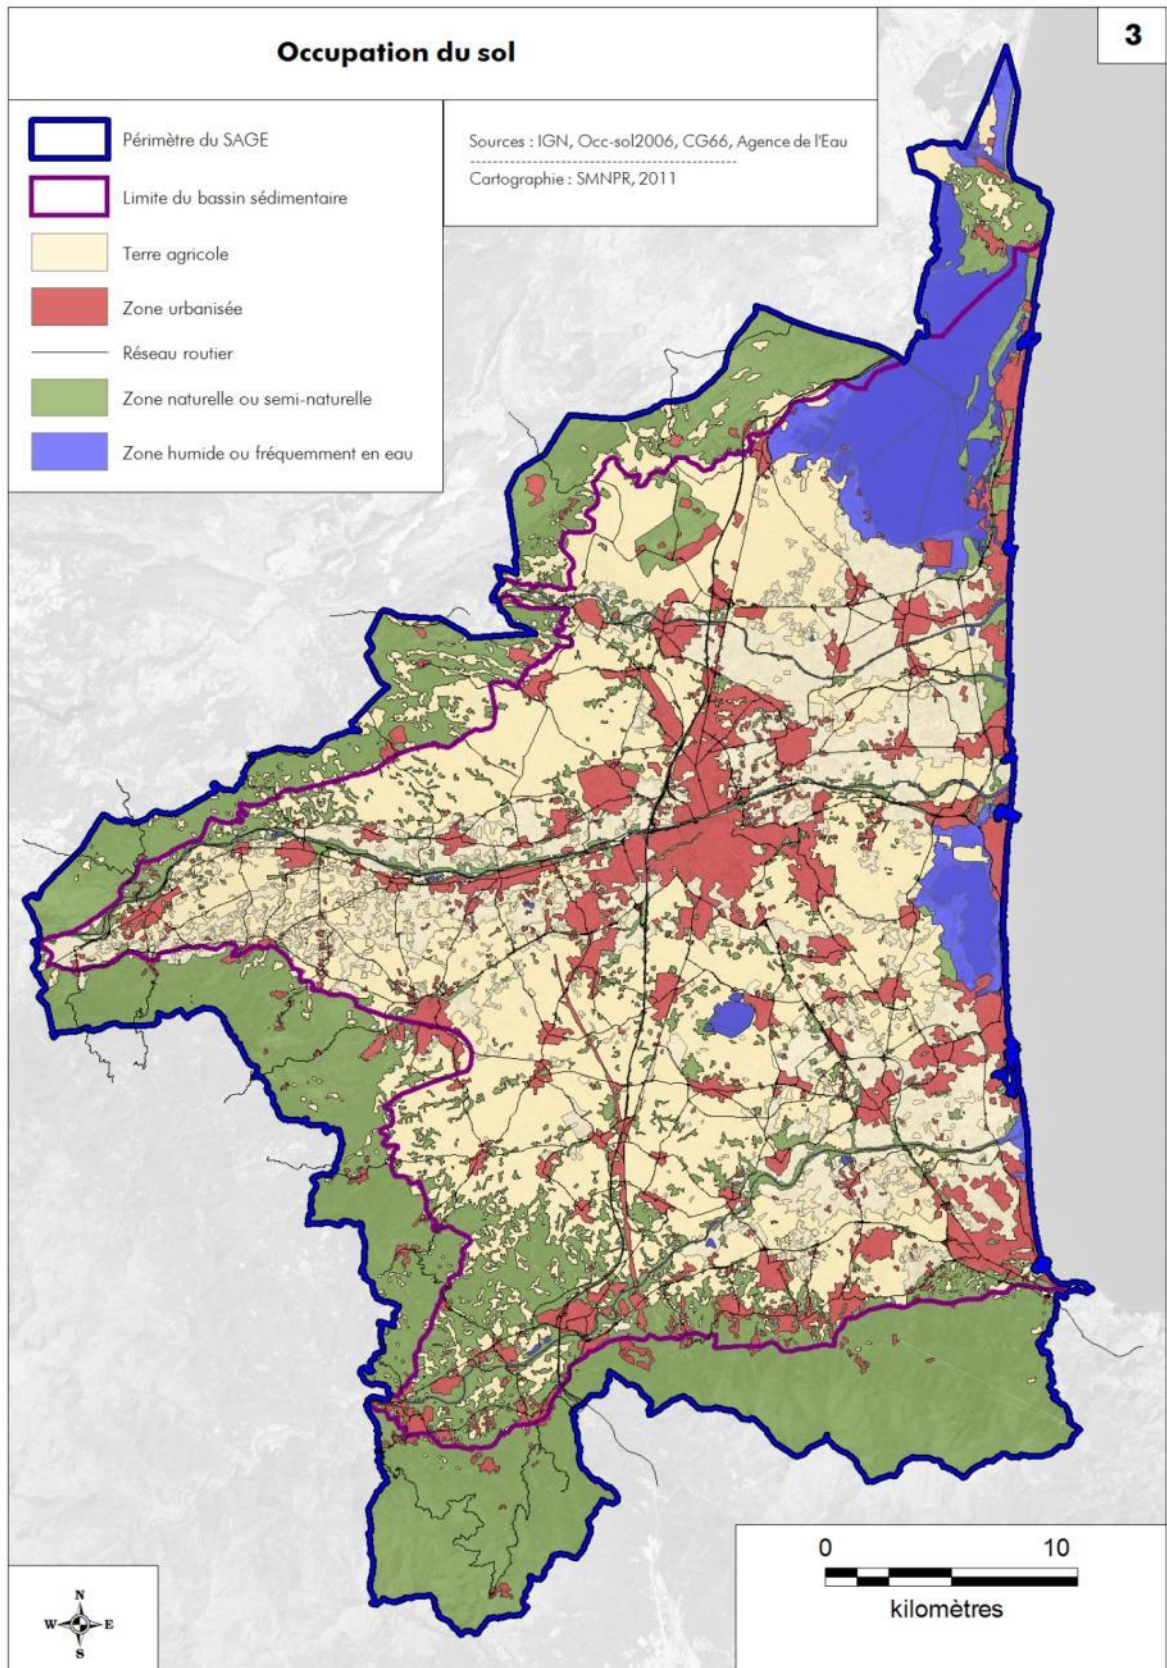 3
Occupation du sol
Périmètre du SAGE
Limite du bassin sédimentaire
Terre agricole
Zone urbanisée
Réseau routier
Zone naturelle ou semi-naturelle
Zone humide ou fréquemment en eau
Sources : IGN, Occ-sol2006, CG66, Agence de l'Eau
------------------------------------------------
Cartographie : SMNPR, 2011
0 10
kilomètres
N
W E
S